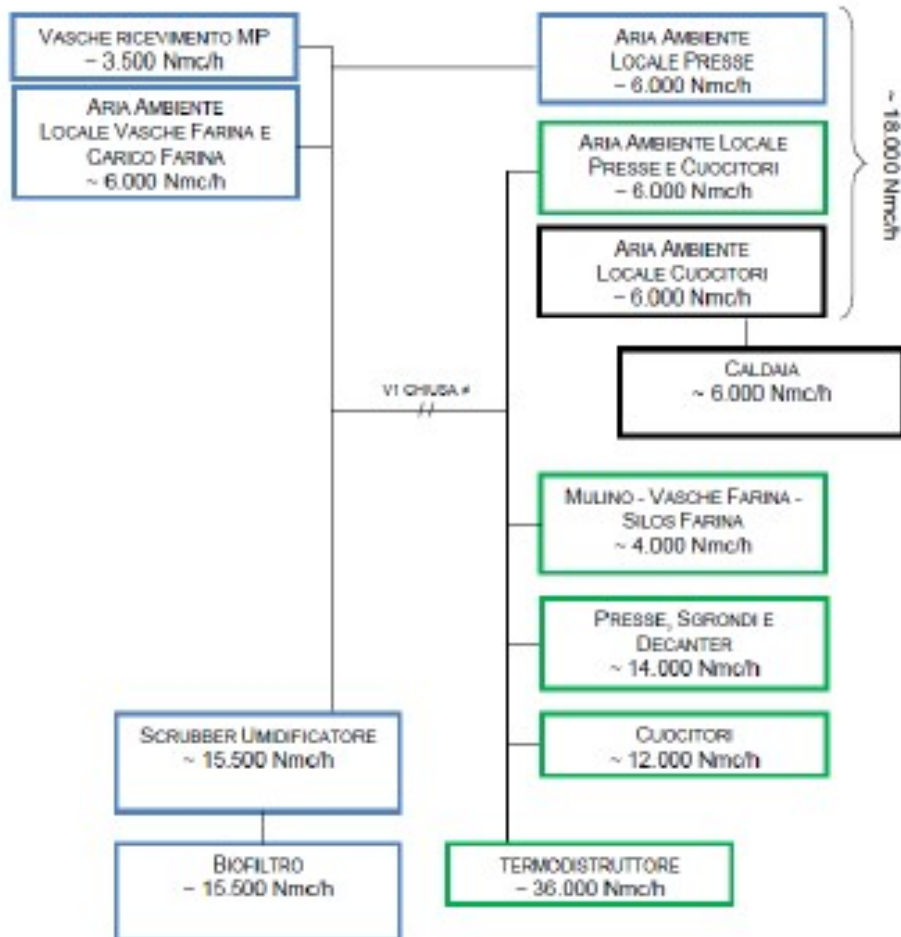 VASCHE RICEVIMENTO MP
~ 3.500 Nmc/h
ARIA AMBIENTE
LOCALE VASCHE FARINA E
CARICO FARINA
~ 6.000 Nmc/h
ARIA AMBIENTE
LOCALE PRESSE
~ 6.000 Nmc/h
ARIA AMBIENTE LOCALE
PRESSE E CUOCITORI
~ 6.000 Nmc/h
ARIA AMBIENTE
LOCALE CUOCITORI
~ 6.000 Nmc/h
~ 18.000 Nmc/h
CALDAIA
~ 6.000 Nmc/h
V1 CHIUSA ≠
//
MULINO - VASCHE FARINA -
SILOS FARINA
~ 4.000 Nmc/h
PRESSE, SGRONDI E
DECANTER
~ 14.000 Nmc/h
CUOCITORI
~ 12.000 Nmc/h
SCRUBBER UMIDIFICATORE
~ 15.500 Nmc/h
BIOFILTRO
~ 15.500 Nmc/h
TERMODISTRUTTORE
~ 36.000 Nmc/h